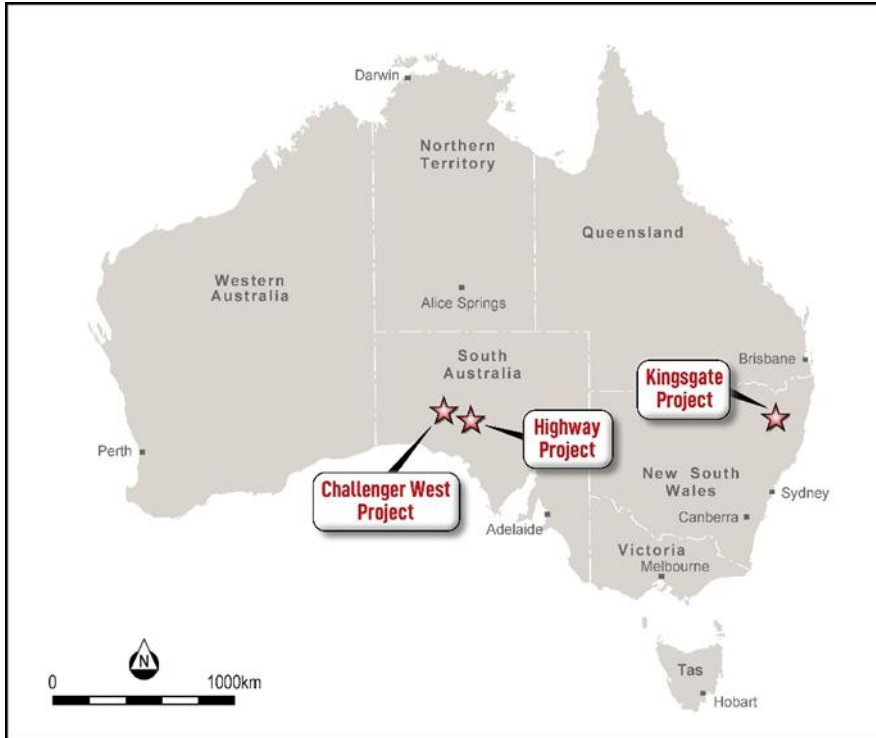 Darwin
Northern
Territory
Queensland
Western
Australia
Alice Springs
South
Australia
Brisbane
Kingsgate
Project
Highway
Project
Perth
Challenger West
Project
New South
Wales
Sydney
Canberra
Adelaide
Victoria
Melbourne
Tas
Hobart
N
0 1000km